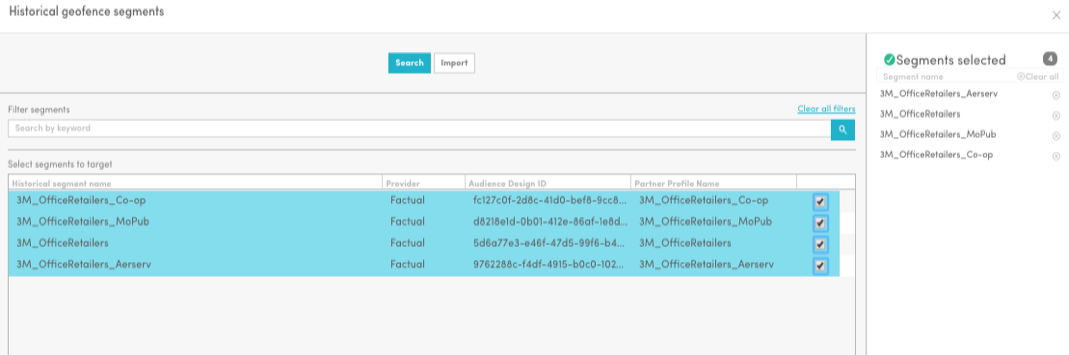 Historical geofence segments
Search Import
Filter segments Clear all filters
Search by keyword
Select segments to target
Historical segment name Provider Audience Design ID Partner Profile Name
3M_OfficeRetailers_Co-op Factual fc127c0f-2d8c-41d0-bef8-9cc8... 3M_OfficeRetailers_Co-op
3M_OfficeRetailers_MoPub Factual d8218e1d-0b01-412e-86af-1e8d... 3M_OfficeRetailers_MoPub
3M_OfficeRetailers Factual 5d6a77e3-e46f-47d5-99f6-b4... 3M_OfficeRetailers
3M_OfficeRetailers_Aerserv Factual 9762288c-f4df-4915-b0c0-102... 3M_OfficeRetailers_Aerserv
Segments selected 4
Segment name Clear all
3M_OfficeRetailers_Aerserv
3M_OfficeRetailers
3M_OfficeRetailers_MoPub
3M_OfficeRetailers_Co-op